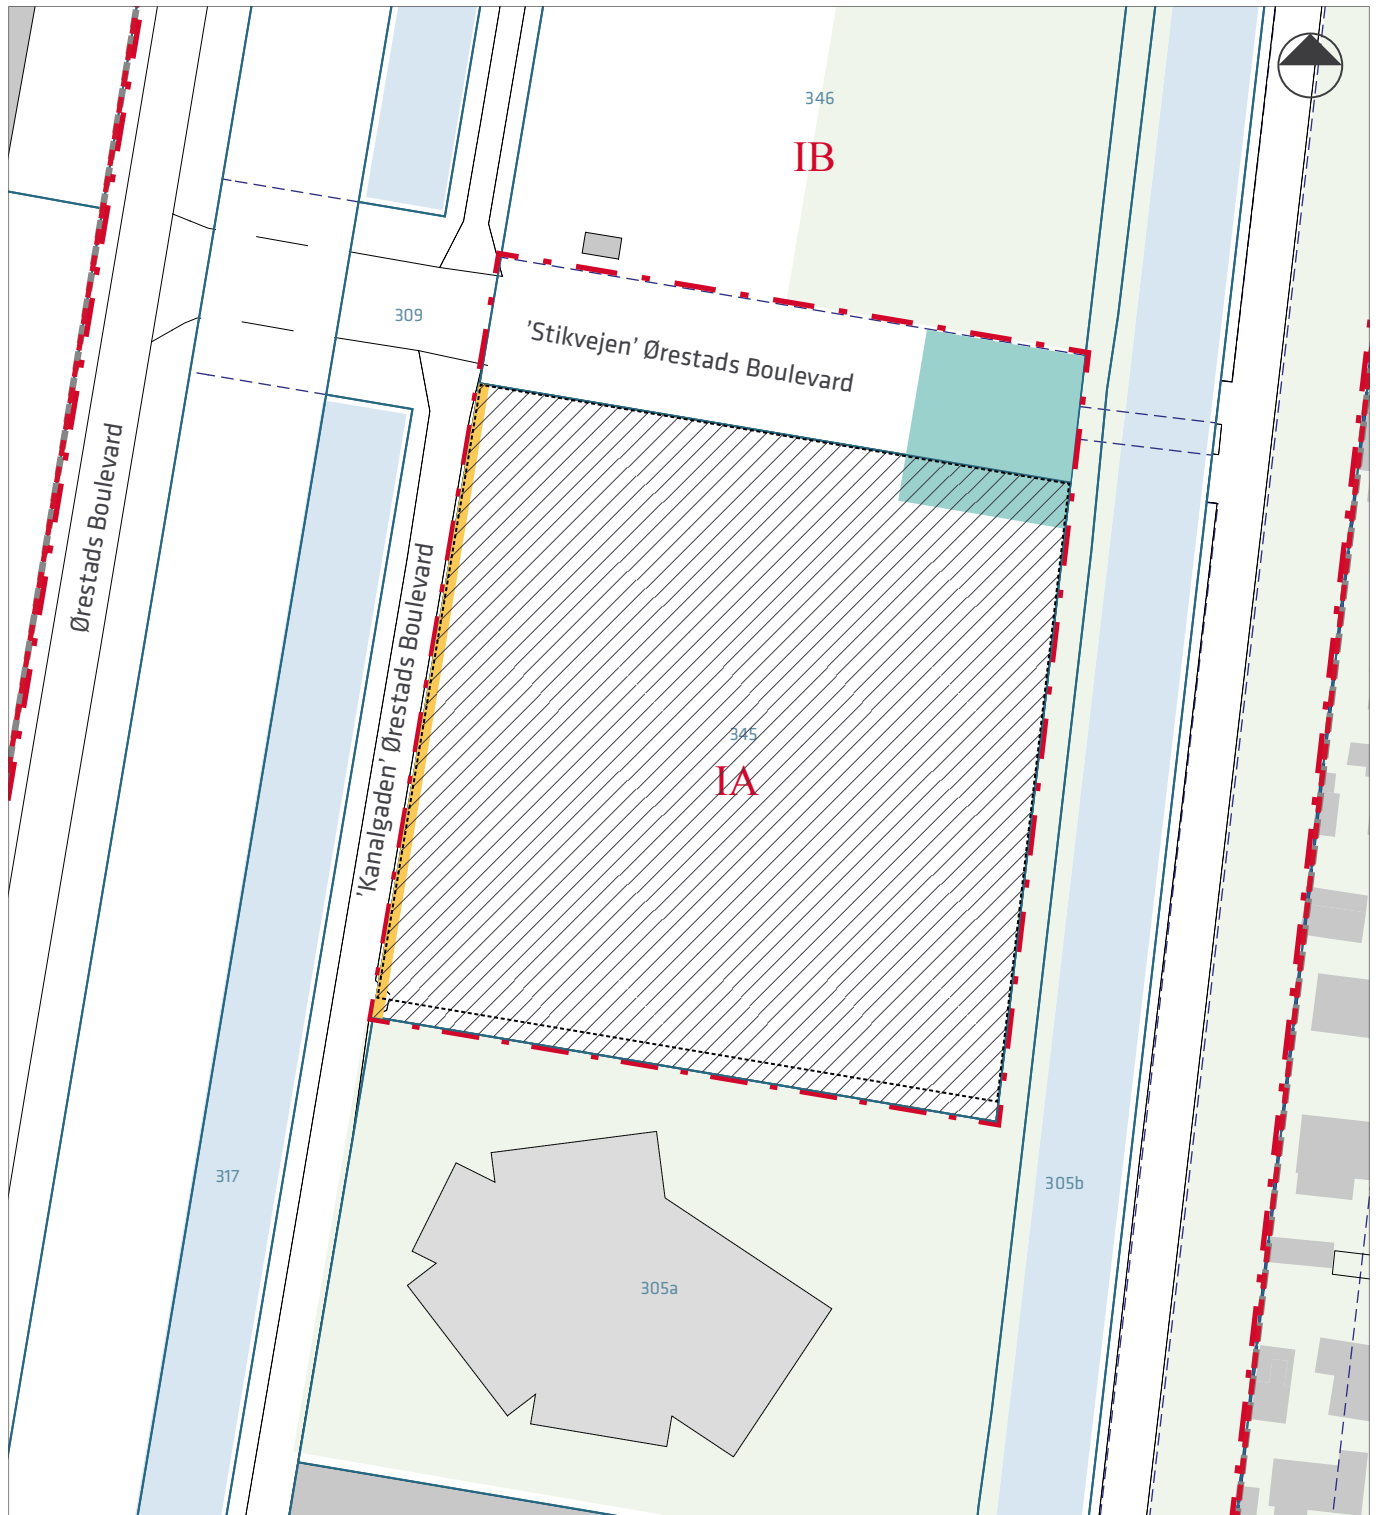 346
IB
309
’Stikvejen’ Ørestads Boulevard
Ørestads Boulevard
’Kanalgaden’ Ørestads Boulevard
345
IA
317
305b
305a